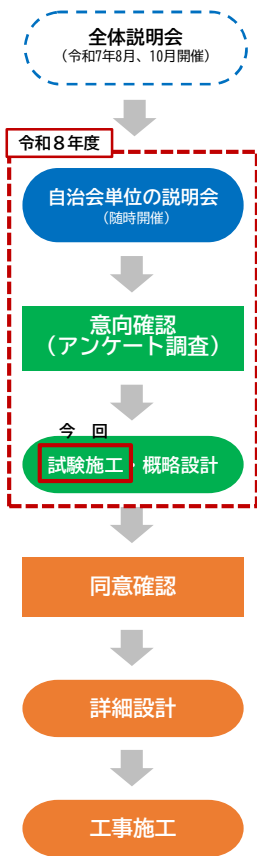 全体説明会
（令和7年8月、10月開催）
令和８年度
自治会単位の説明会
（随時開催）
意向確認
（アンケート調査）
今　回
試験施工・概略設計
同意確認
詳細設計
工事施工